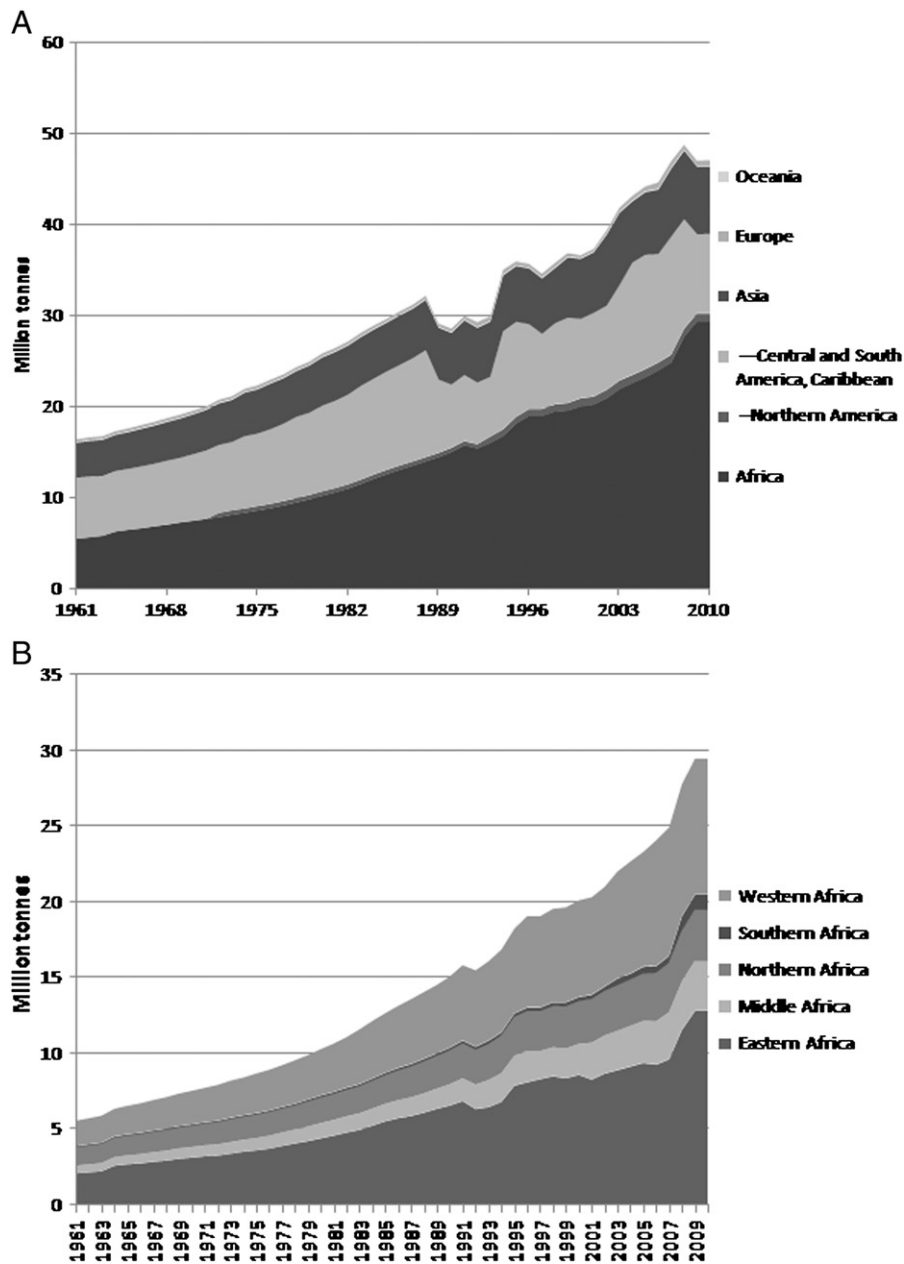 A
60
50
40
30
20
10
0
Million tonnes
1961 1968 1975 1982 1989 1996 2003 2010
Oceania
Europe
Asia
—Central and South
America, Caribbean
—Northern America
Africa
B
35
30
25
20
15
10
5
0
Million tonnes
1961
1963
1965
1967
1969
1971
1973
1975
1977
1979
1981
1983
1985
1987
1989
1991
1993
1995
1997
1999
2001
2003
2005
2007
2009
Western Africa
Southern Africa
Northern Africa
Middle Africa
Eastern Africa